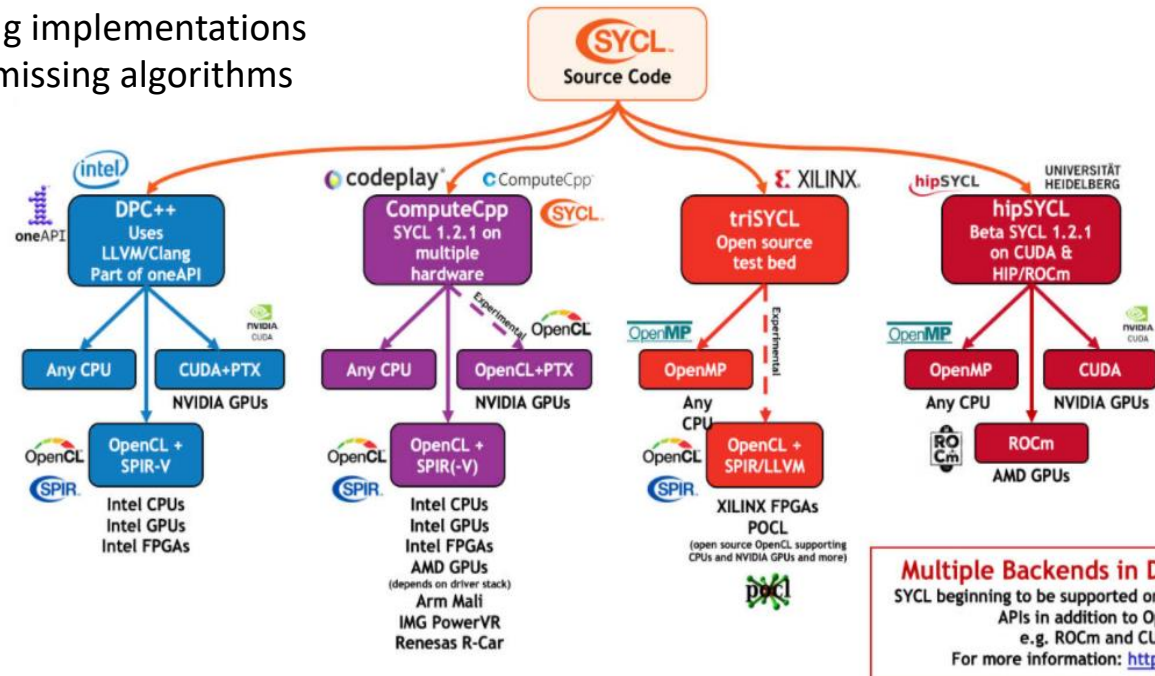 g implementations
missing algorithms
SYCL™
Source Code
intel
oneAPI
DPC++
Uses
LLVM/Clang
Part of oneAPI
NVIDIA
CUDA
Any CPU
CUDA+PTX
NVIDIA GPUs
OpenCL
SPIR
OpenCL +
SPIR-V
Intel CPUs
Intel GPUs
Intel FPGAs
codeplay
ComputeCpp
SYCL
ComputeCpp
SYCL 1.2.1 on
multiple
hardware
Experimental
OpenCL
Any CPU
OpenCL+PTX
NVIDIA GPUs
OpenCL
SPIR
OpenCL +
SPIR(-V)
Intel CPUs
Intel GPUs
Intel FPGAs
AMD GPUs
(depends on driver stack)
Arm Mali
IMG PowerVR
Renesas R-Car
XILINX
triSYCL
Open source
test bed
OpenMP
Experimental
OpenMP
Any
CPU
OpenCL
SPIR
OpenCL +
SPIR/LLVM
XILINX FPGAs
POCL
(open source OpenCL supporting
CPUs and NVIDIA GPUs and more)
pocl
hipSYCL
UNIVERSITÄT
HEIDELBERG
hipSYCL
Beta SYCL 1.2.1
on CUDA &
HIP/ROCm
OpenMP
NVIDIA
CUDA
OpenMP
CUDA
Any CPU
NVIDIA GPUs
ROCm
ROCm
AMD GPUs
Multiple Backends in D
SYCL beginning to be supported or
APIs in addition to Op
e.g. ROCm and CU
For more information: http